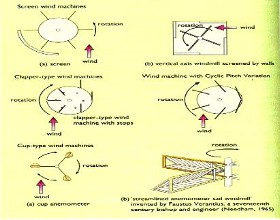 Screen wind machines
rotation
wind
(a) screen
rotation
wind
(b) vertical axis windmill screened by walls
Clapper-type wind machines
rotation
clapper-type wind
machine with stops
wind
Wind machine with Cyclic Pitch Variation
rotation
wind
Cup-type wind machines
rotation
wind
(a) cup anemometer
(b) 'streamlined anemometer sail windmill'
invented by Faustus Verantius, a seventeenth
century bishop and engineer (Needham, 1965)